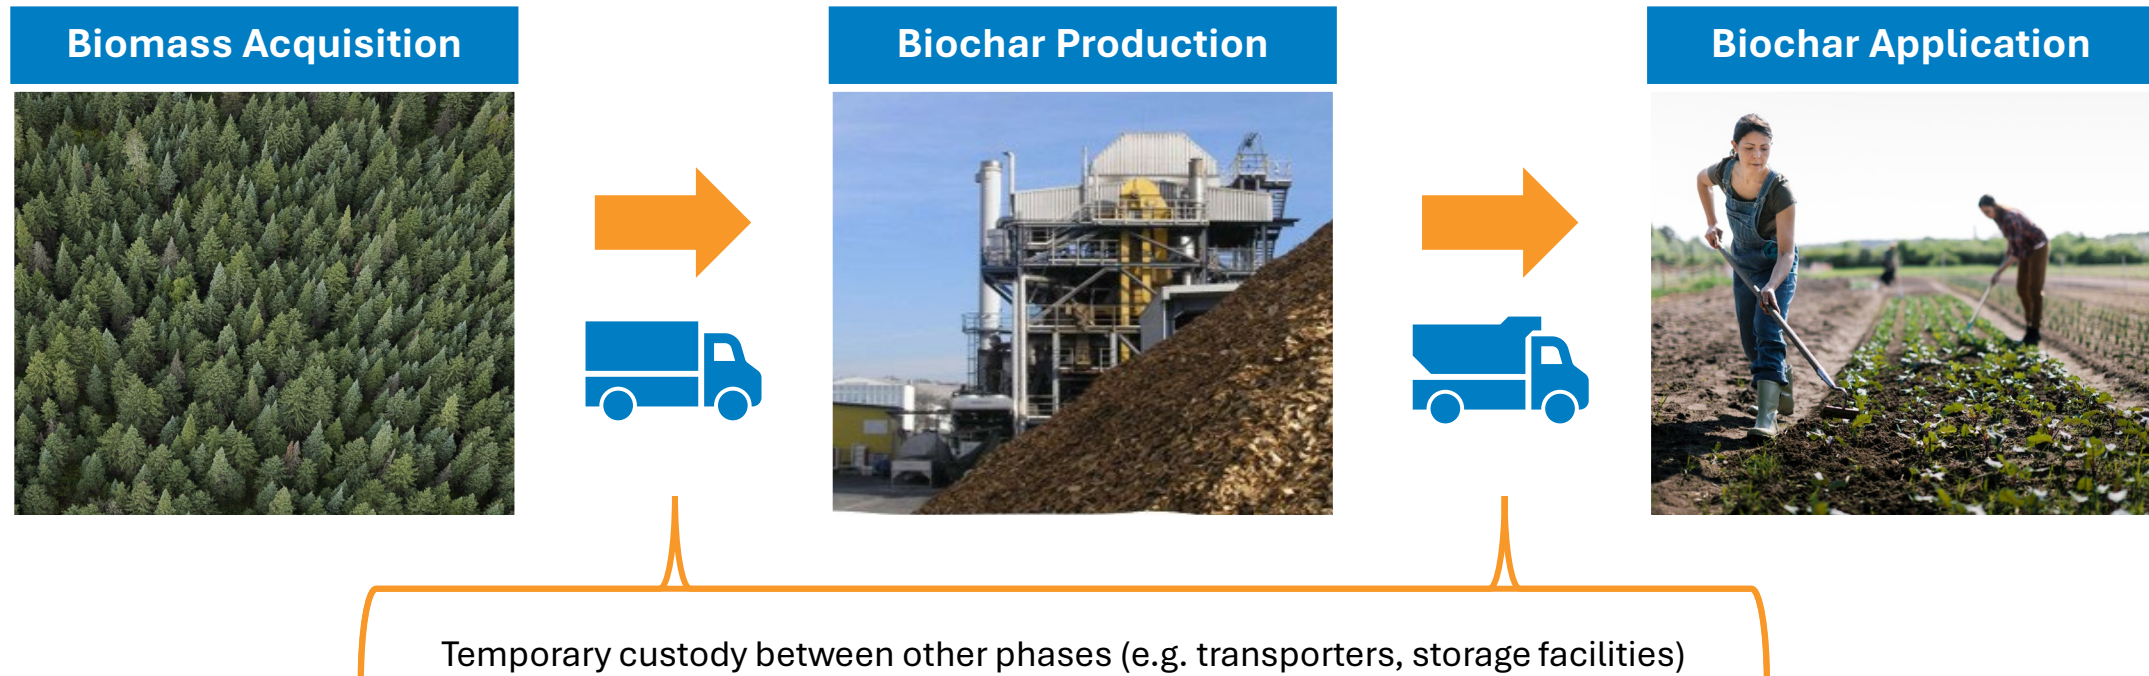 Biomass Acquisition
Biochar Production
Biochar Application
Temporary custody between other phases (e.g. transporters, storage facilities)